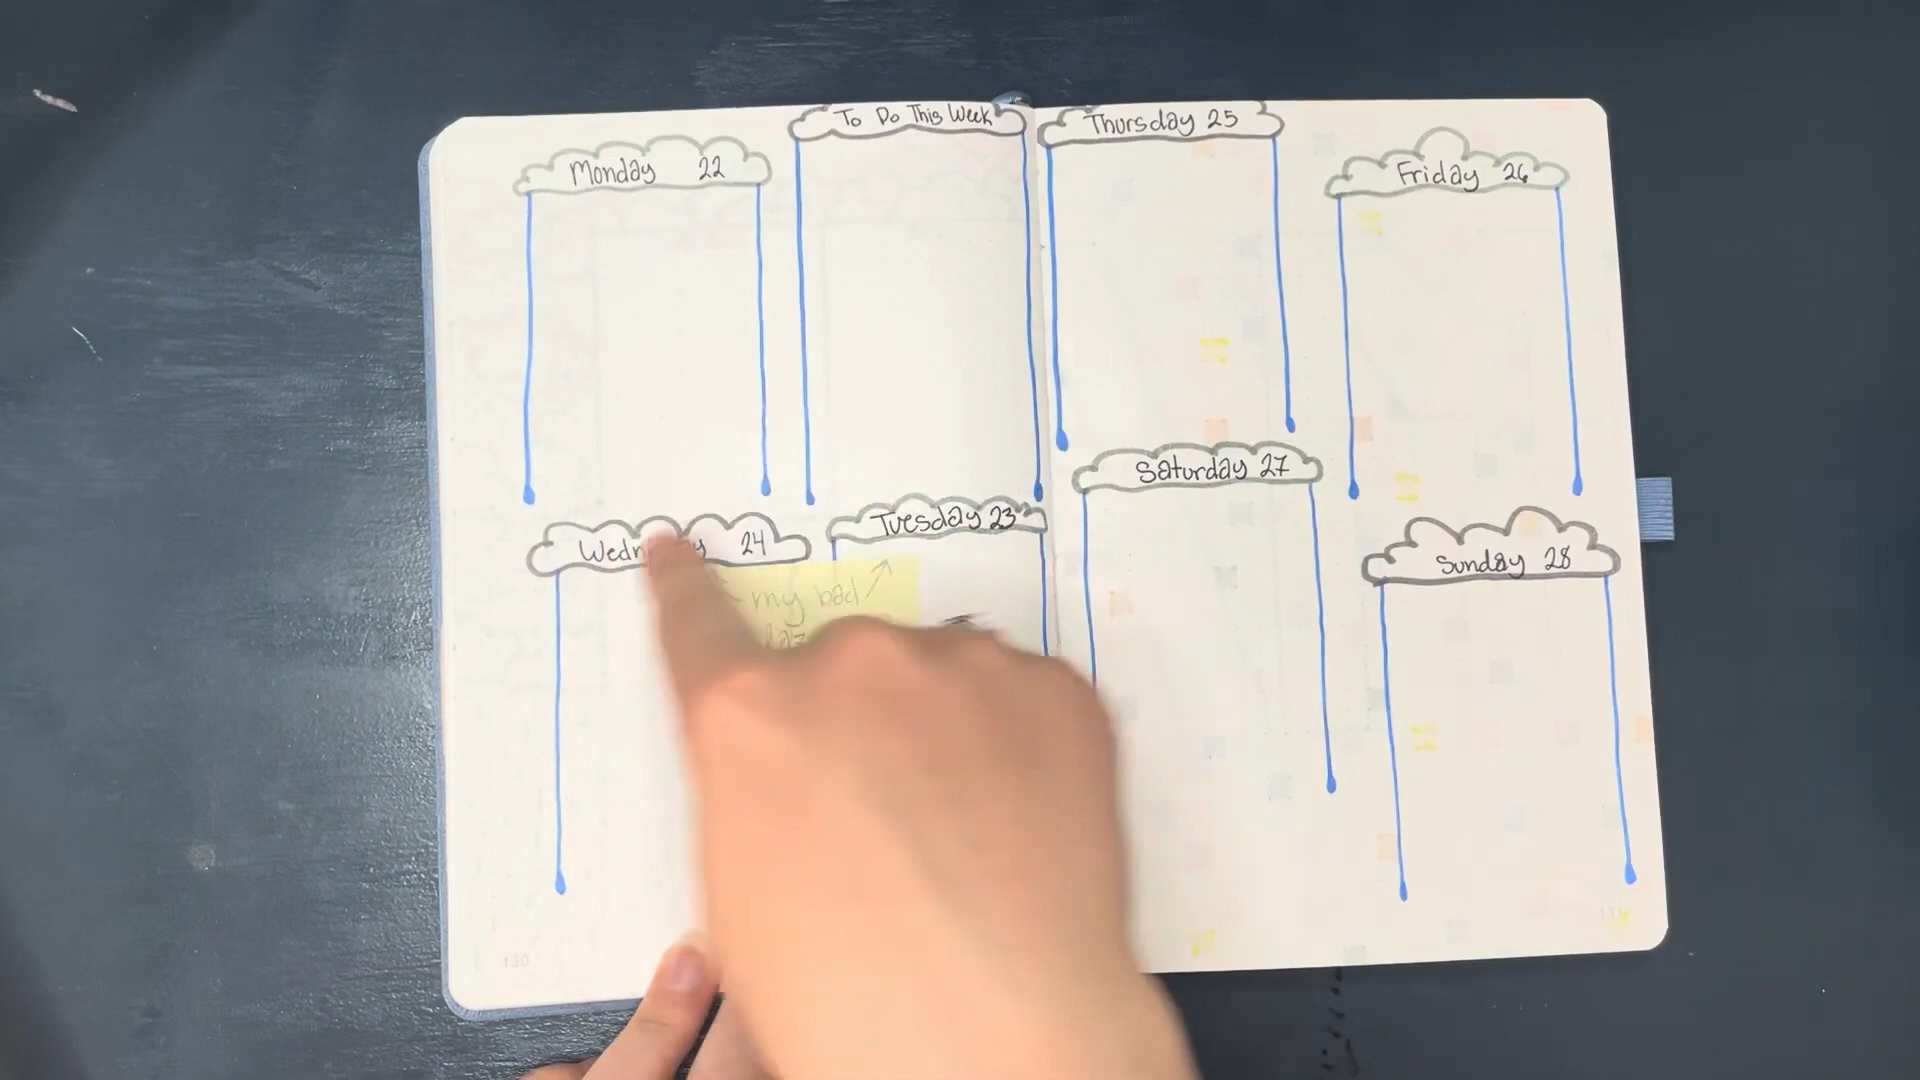 To Do This Week
Monday 22
Thursday 25
Friday 26
Saturday 27
Tuesday 23
24
Sunday 28
my bad
130